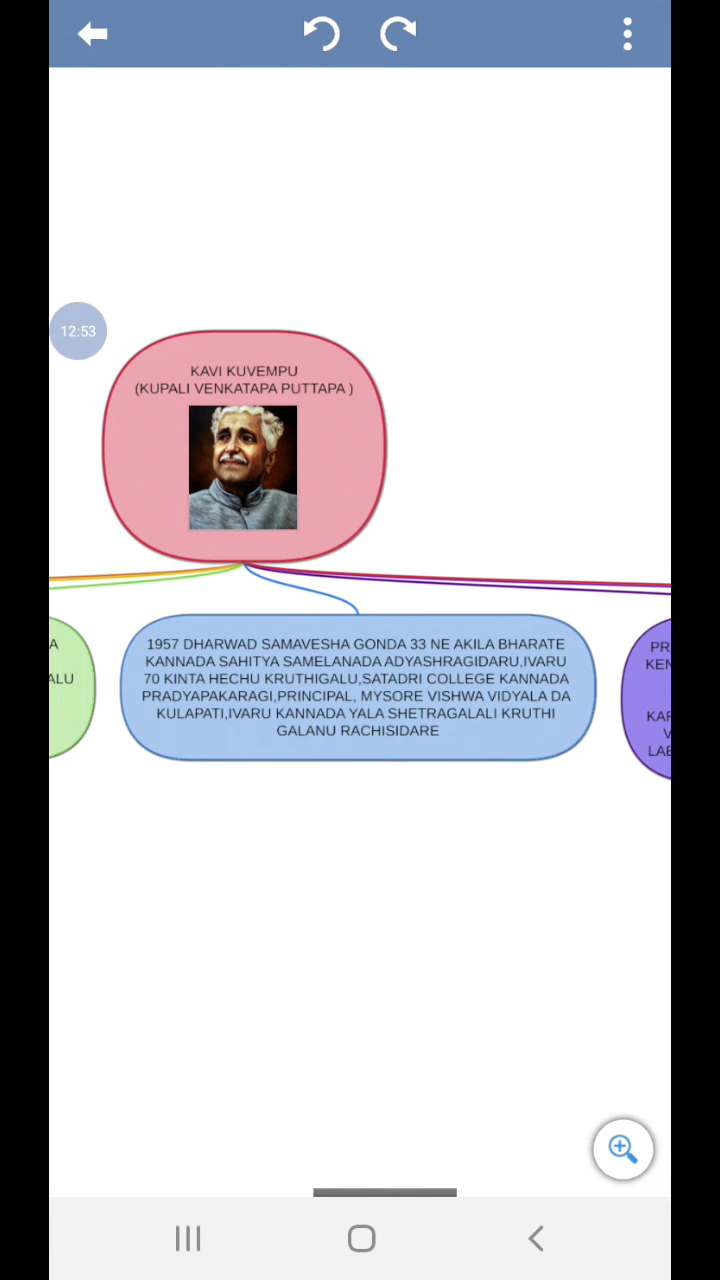 12:53
KAVI KUVEMPU
(KUPALI VENKATAPA PUTTAPA )
1957 DHARWAD SAMAVESHA GONDA 33 NE AKILA BHARATE
KANNADA SAHITYA SAMELANADA ADYASHRAGIDARU,IVARU
70 KINTA HECHU KRUTHIGALU,SATADRI COLLEGE KANNADA
PRADYAPAKARAGI,PRINCIPAL, MYSORE VISHWA VIDYALA DA
KULAPATI,IVARU KANNADA YALA SHETRAGALALI KRUTHI
GALANU RACHISIDARE